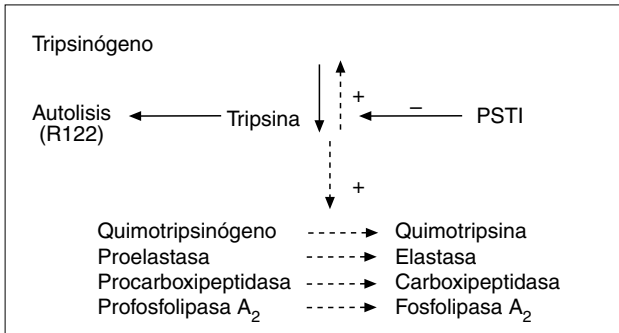 Tripsinógeno
+
Autolisis
(R122)
Tripsina
–
PSTI
+
Quimotripsinógeno Quimotripsina
Proelastasa Elastasa
Procarboxipeptidasa Carboxipeptidasa
Profosfolipasa A2 Fosfolipasa A2